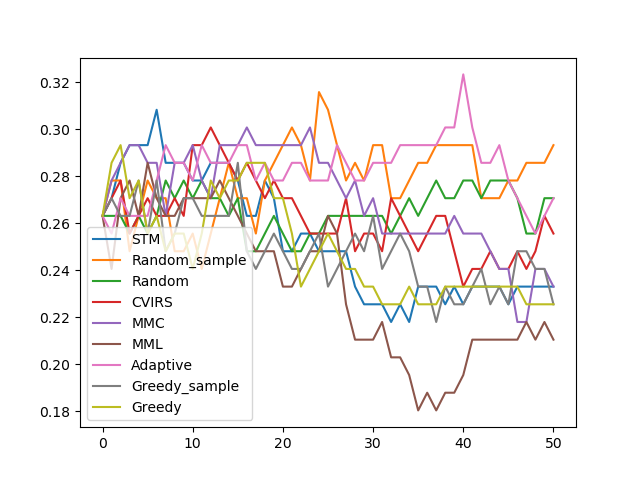 0.32
0.30
0.28
0.26
0.24
0.22
0.20
0.18
STM
Random_sample
Random
CVIRS
MMC
MML
Adaptive
Greedy_sample
Greedy
0 10 20 30 40 50